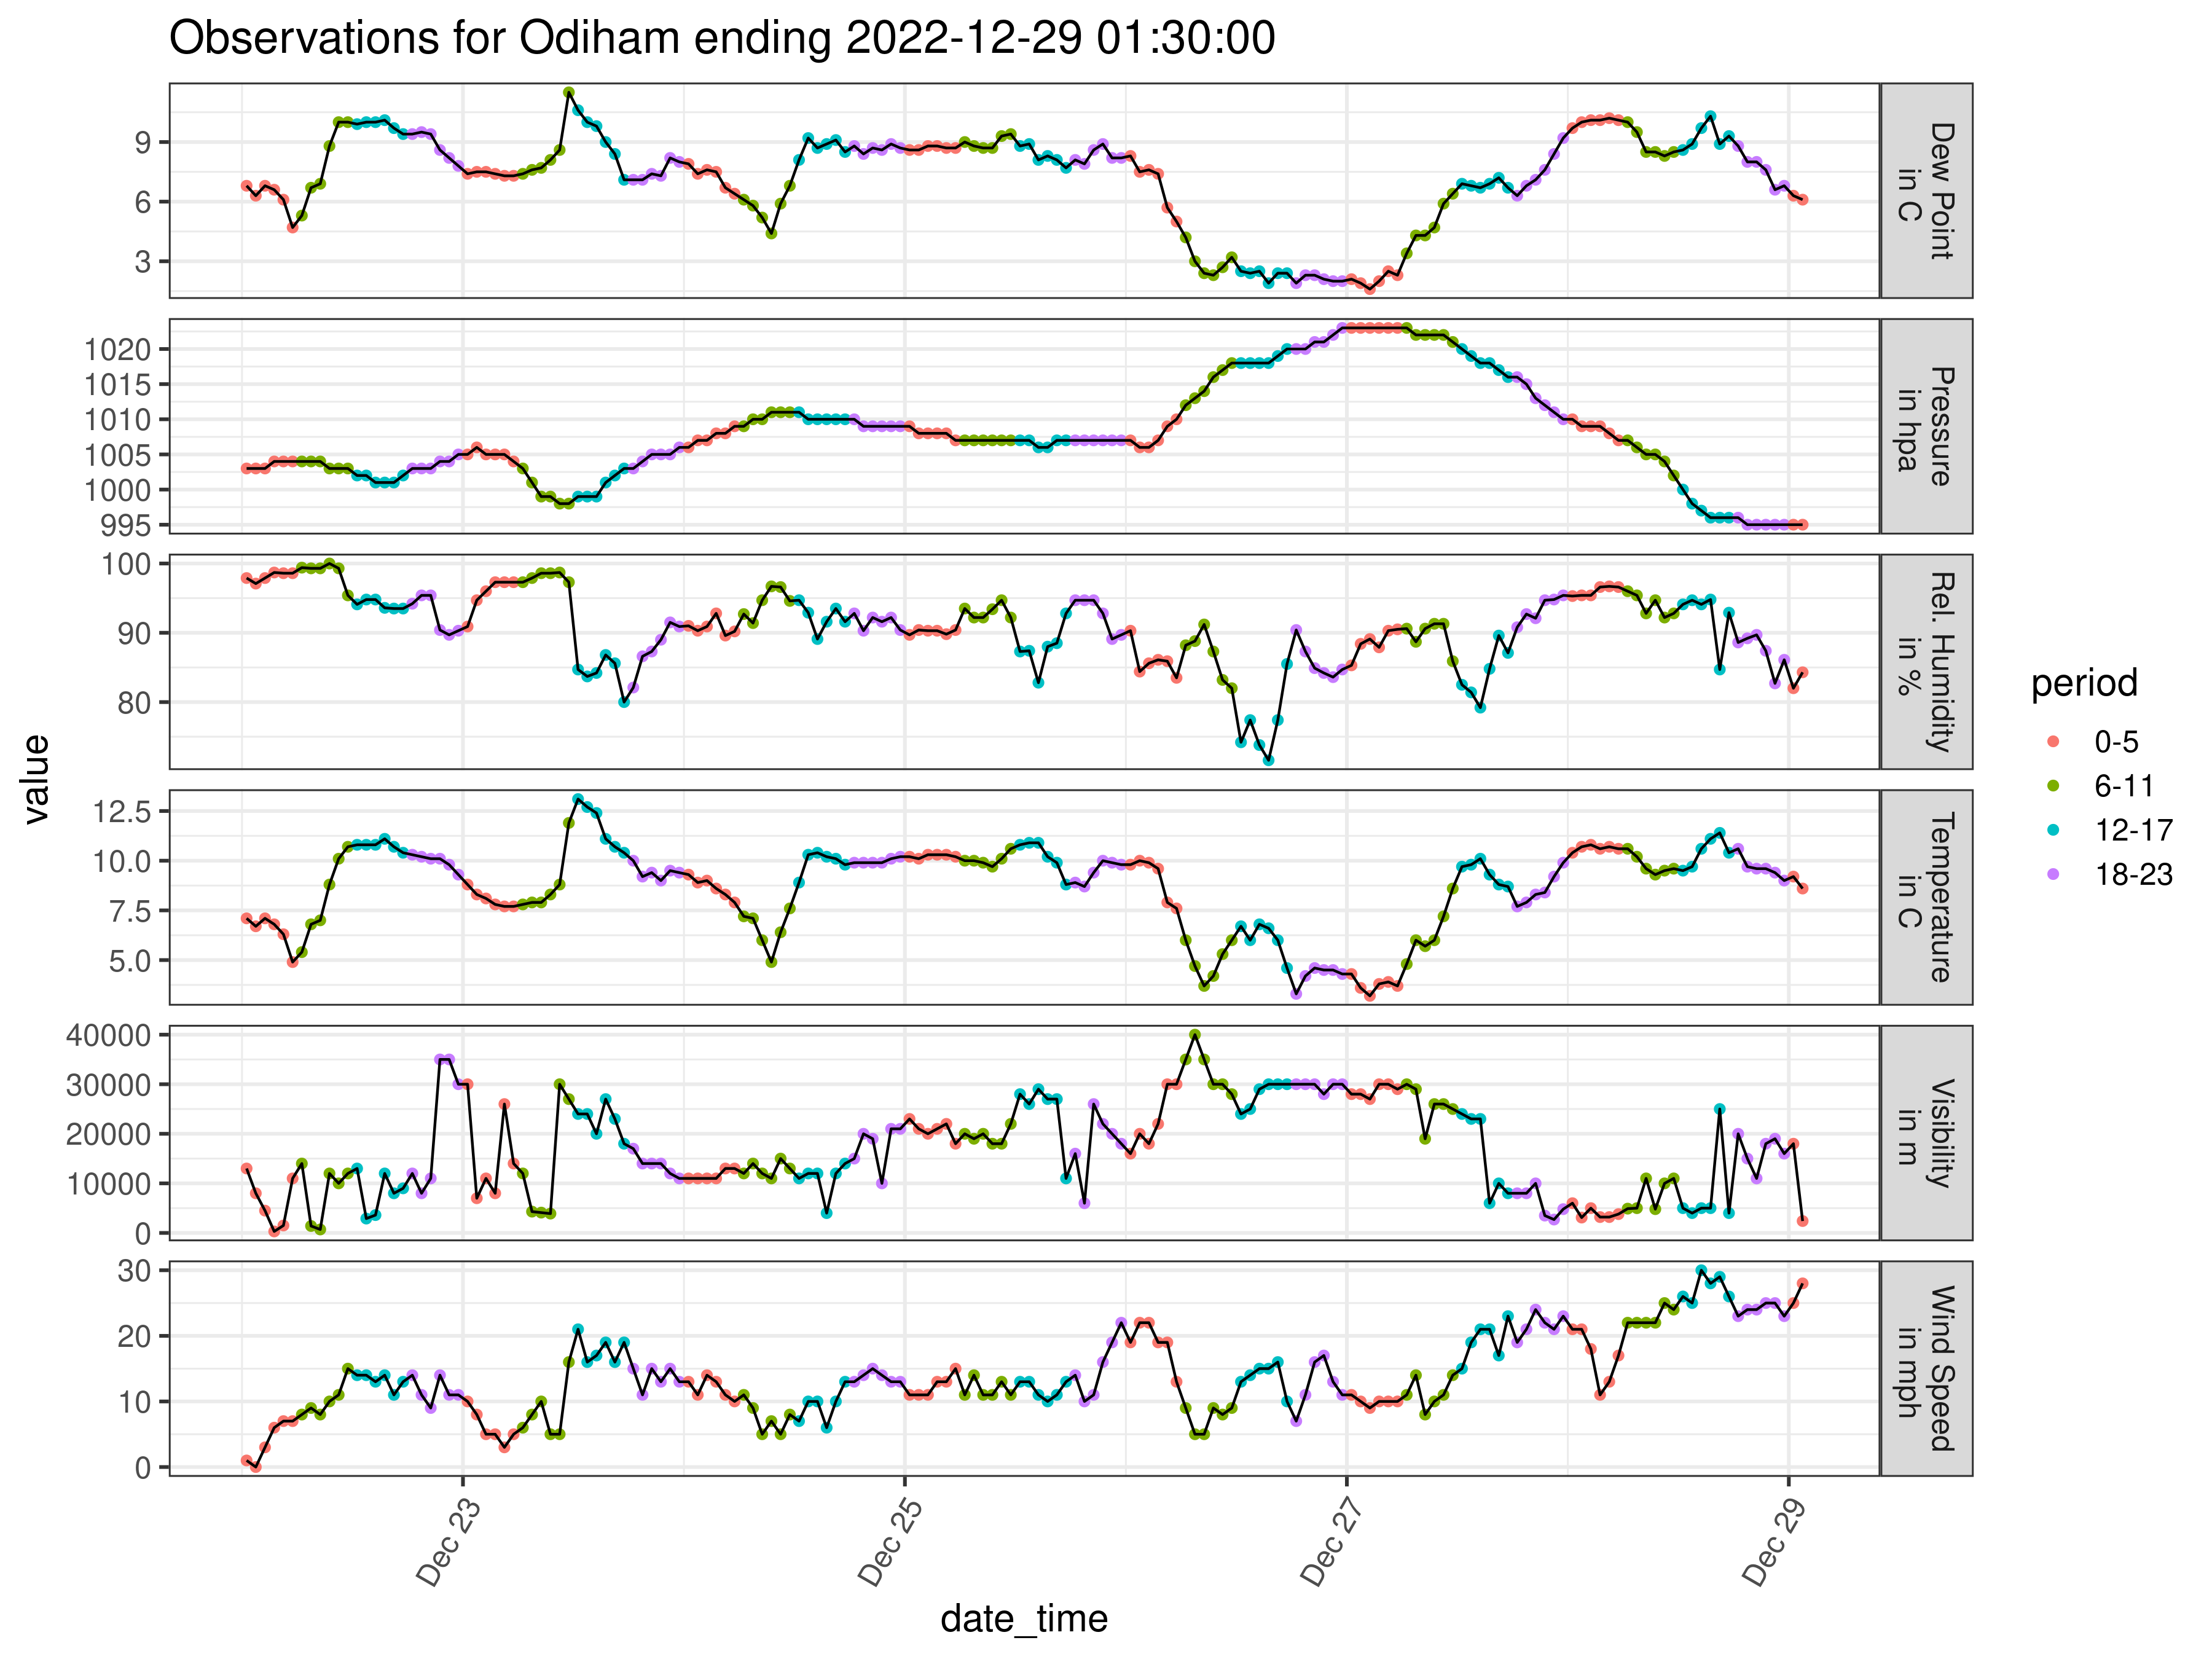 Observations for Odiham ending 2022-12-29 01:30:00
9
6
3
Dew Point
in C
1020
1015
1010
1005
1000
995
Pressure
in hpa
100
90
80
Rel. Humidity
in %
12.5
10.0
7.5
5.0
Temperature
in C
40000
30000
20000
10000
0
Visibility
in m
30
20
10
0
Wind Speed
in mph
value
Dec 23
Dec 25
Dec 27
Dec 29
date_time
period
0-5
6-11
12-17
18-23